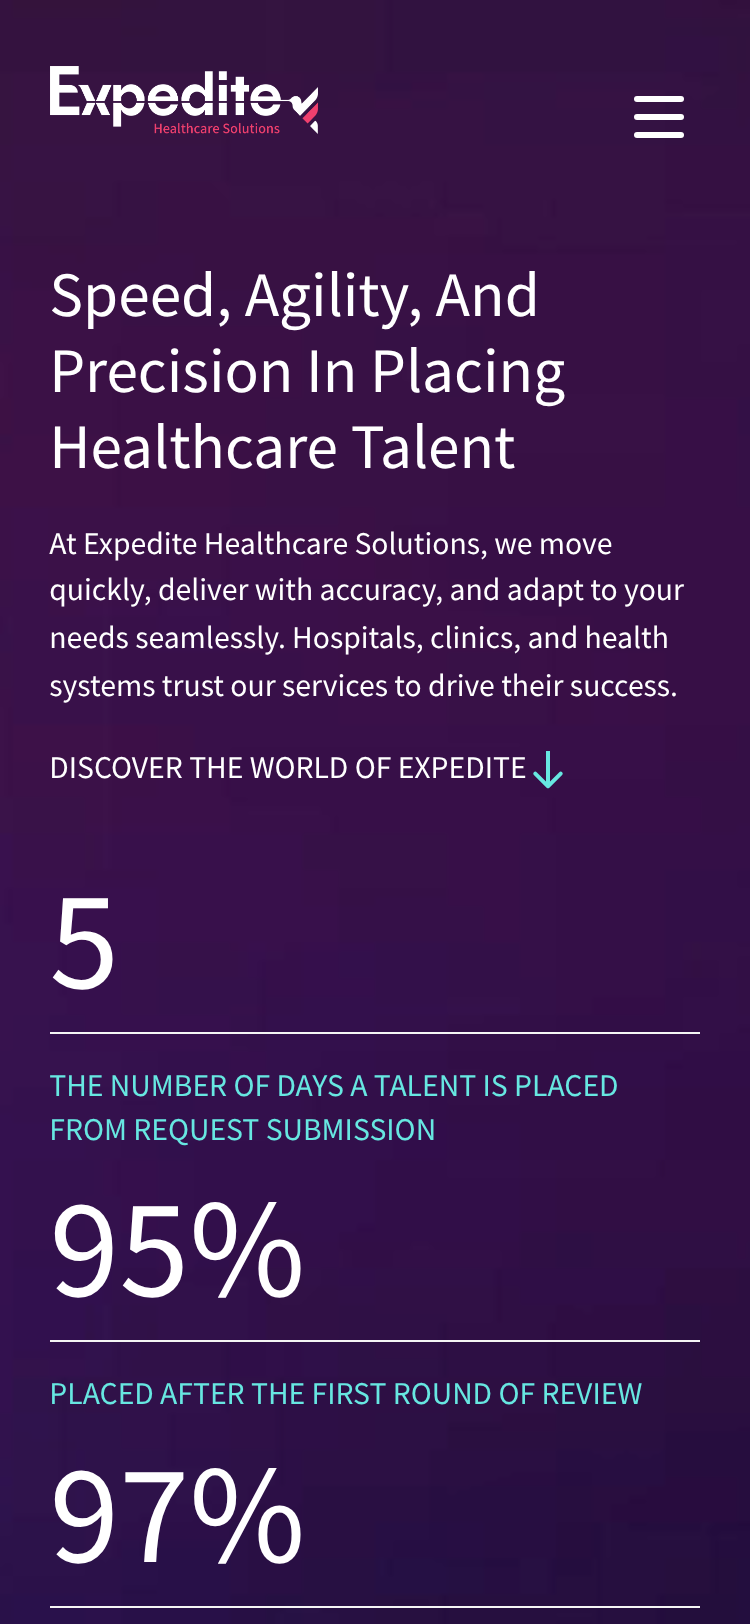 Expedite
Healthcare Solutions
Speed, Agility, And
Precision In Placing
Healthcare Talent
At Expedite Healthcare Solutions, we move
quickly, deliver with accuracy, and adapt to your
needs seamlessly. Hospitals, clinics, and health
systems trust our services to drive their success.
DISCOVER THE WORLD OF EXPEDITE
5
THE NUMBER OF DAYS A TALENT IS PLACED
FROM REQUEST SUBMISSION
95%
PLACED AFTER THE FIRST ROUND OF REVIEW
97%